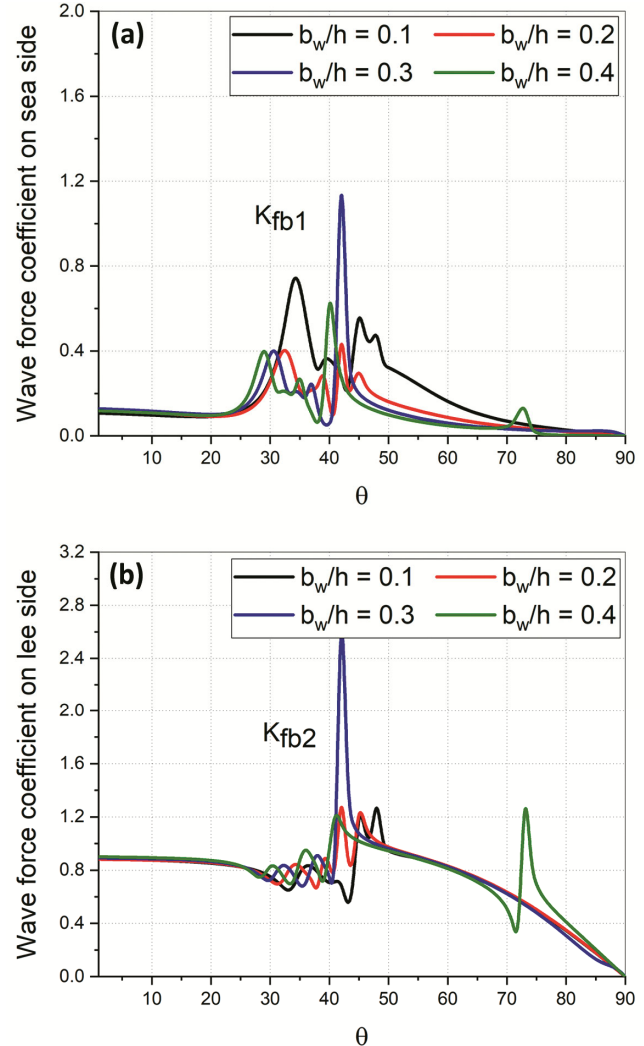 (a)
b_w/h = 0.1
b_w/h = 0.2
b_w/h = 0.3
b_w/h = 0.4
K_fb1
Wave force coefficient on sea side
2.0
1.6
1.2
0.8
0.4
0.0
10 20 30 40 50 60 70 80 90
θ
(b)
b_w/h = 0.1
b_w/h = 0.2
b_w/h = 0.3
b_w/h = 0.4
K_fb2
Wave force coefficient on lee side
3.2
2.8
2.4
2.0
1.6
1.2
0.8
0.4
0.0
10 20 30 40 50 60 70 80 90
θ